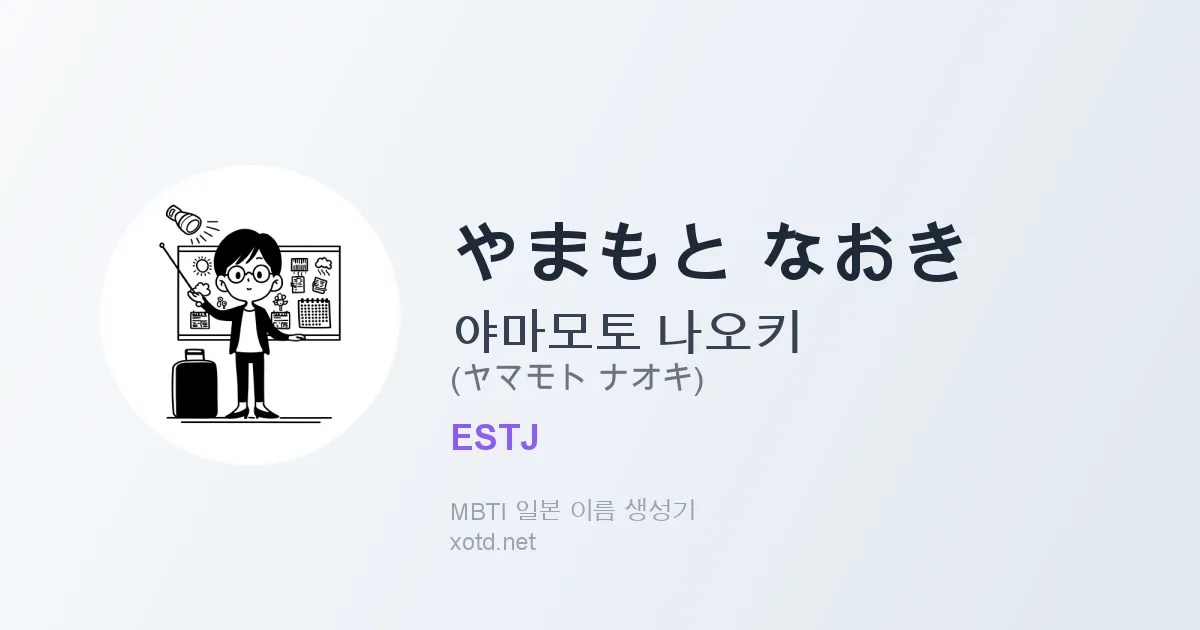 やまもと なおき
야마모토 나오키
(ヤマモト ナオキ)
ESTJ
MBTI 일본 이름 생성기
xotd.net